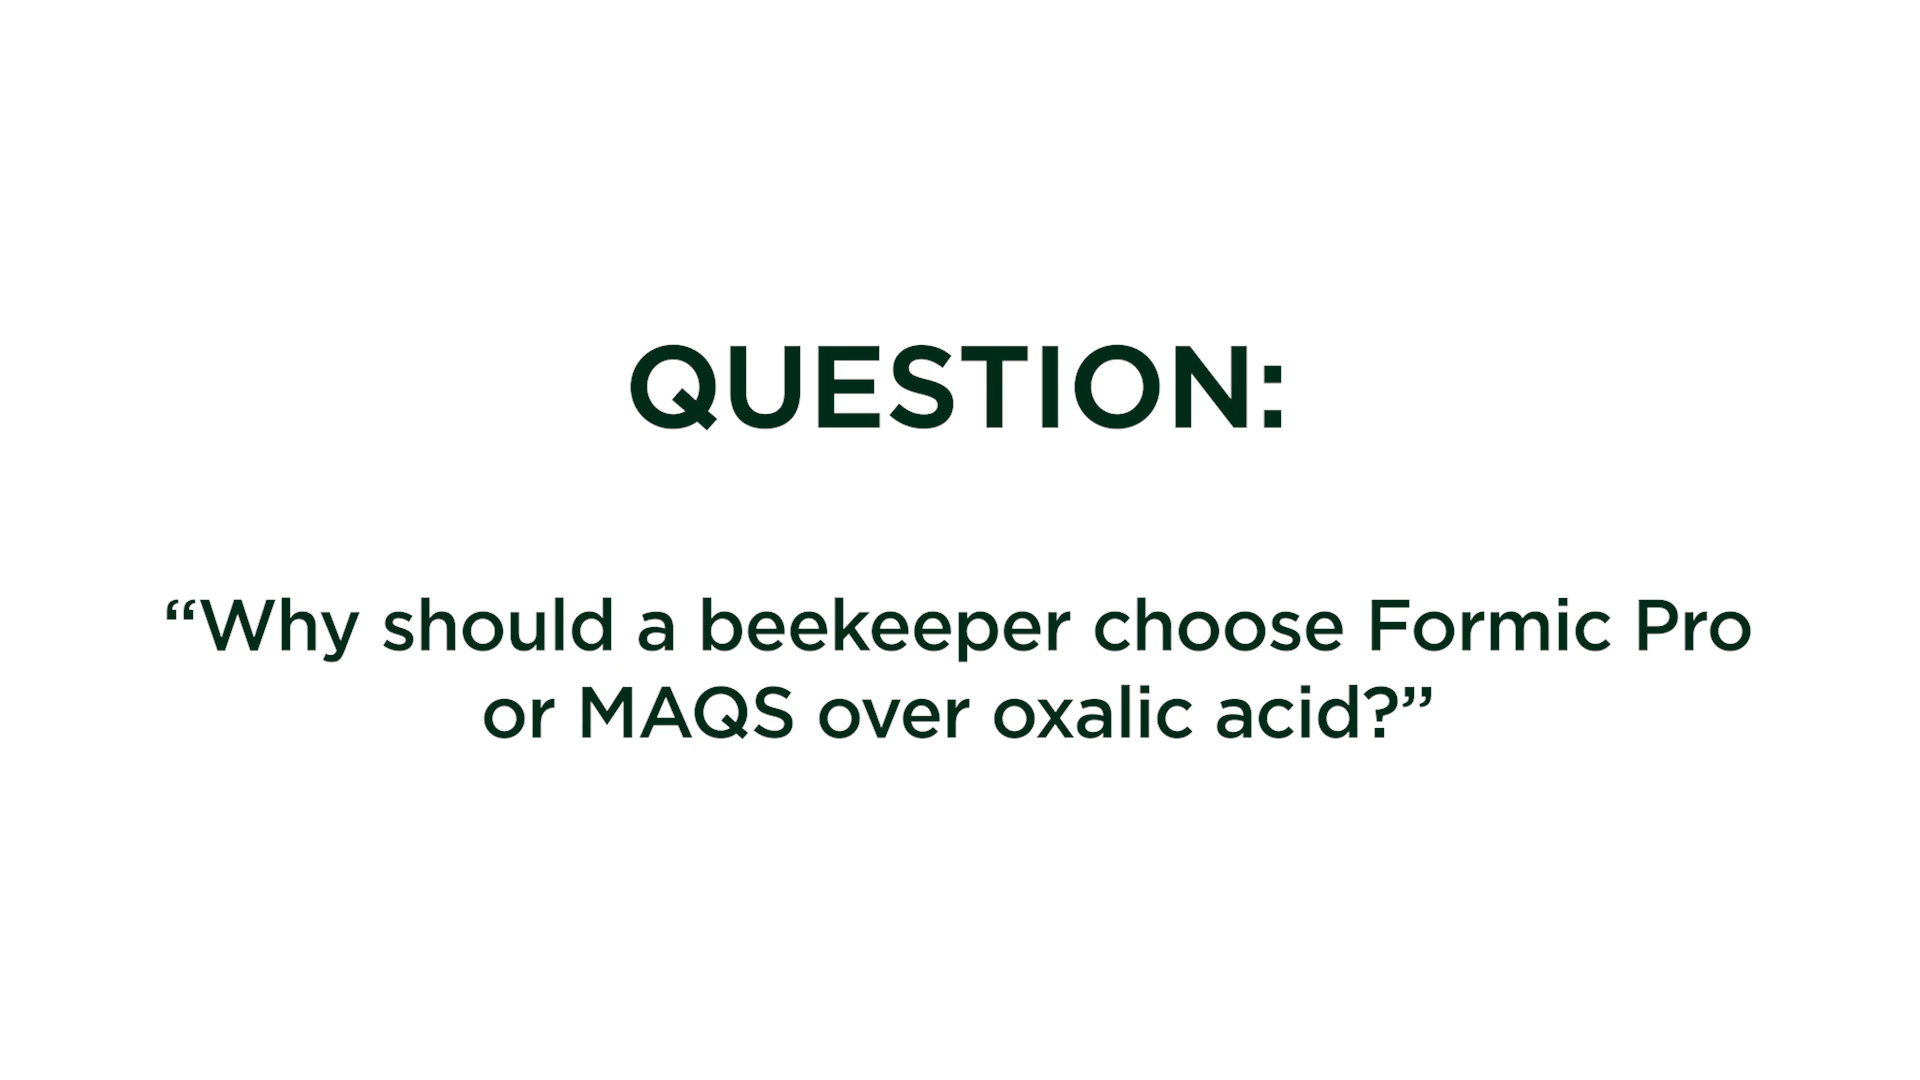 QUESTION:
“Why should a beekeeper choose Formic Pro
or MAQS over oxalic acid?”